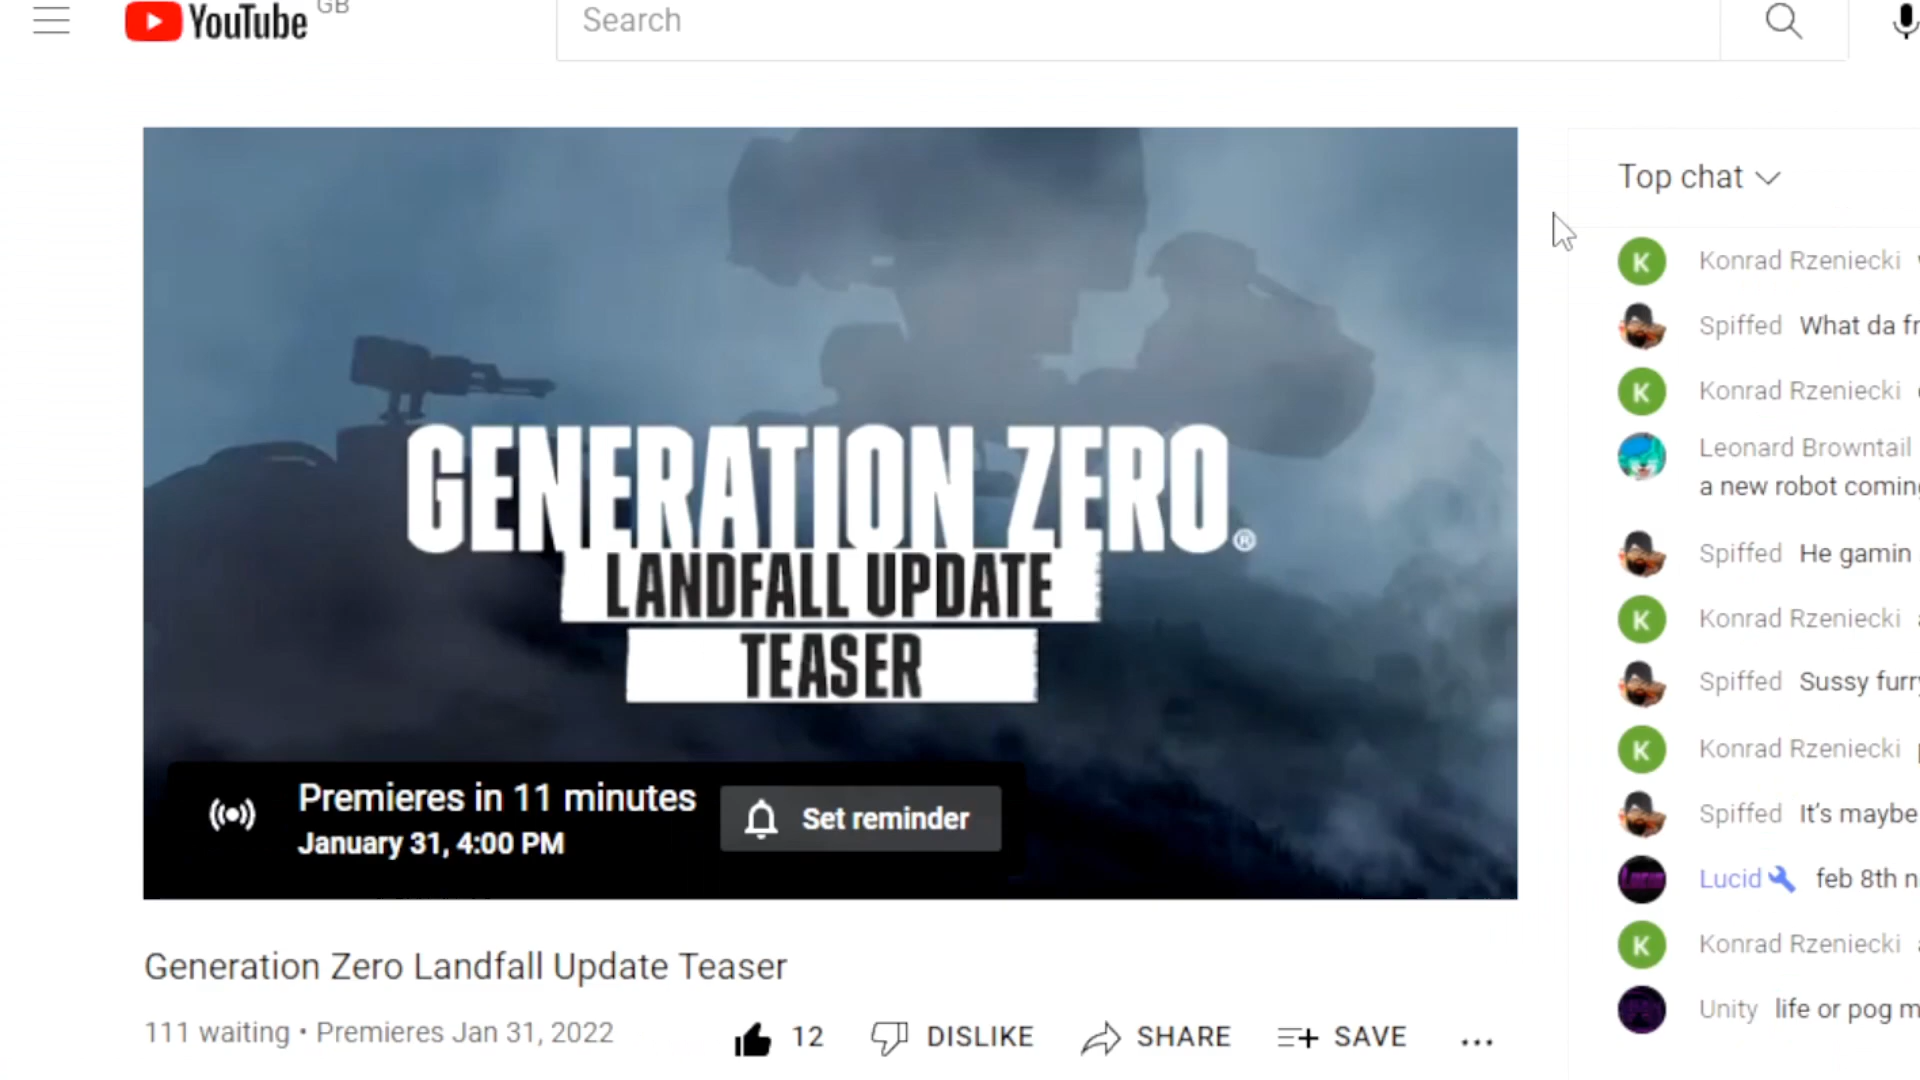 YouTube GB
Search
GENERATION ZERO®
LANDFALL UPDATE
TEASER
Premieres in 11 minutes
January 31, 4:00 PM
Set reminder
Generation Zero Landfall Update Teaser
111 waiting • Premieres Jan 31, 2022
12
DISLIKE
SHARE
SAVE
Top chat
K Konrad Rzeniecki
Spiffed What da
K Konrad Rzeniecki
Leonard Browntail
a new robot
Spiffed He gamin
K Konrad Rzeniecki
Spiffed Sussy
K Konrad Rzeniecki
Spiffed It's maybe
Lucid feb 8th
K Konrad Rzeniecki
Unity life or pog